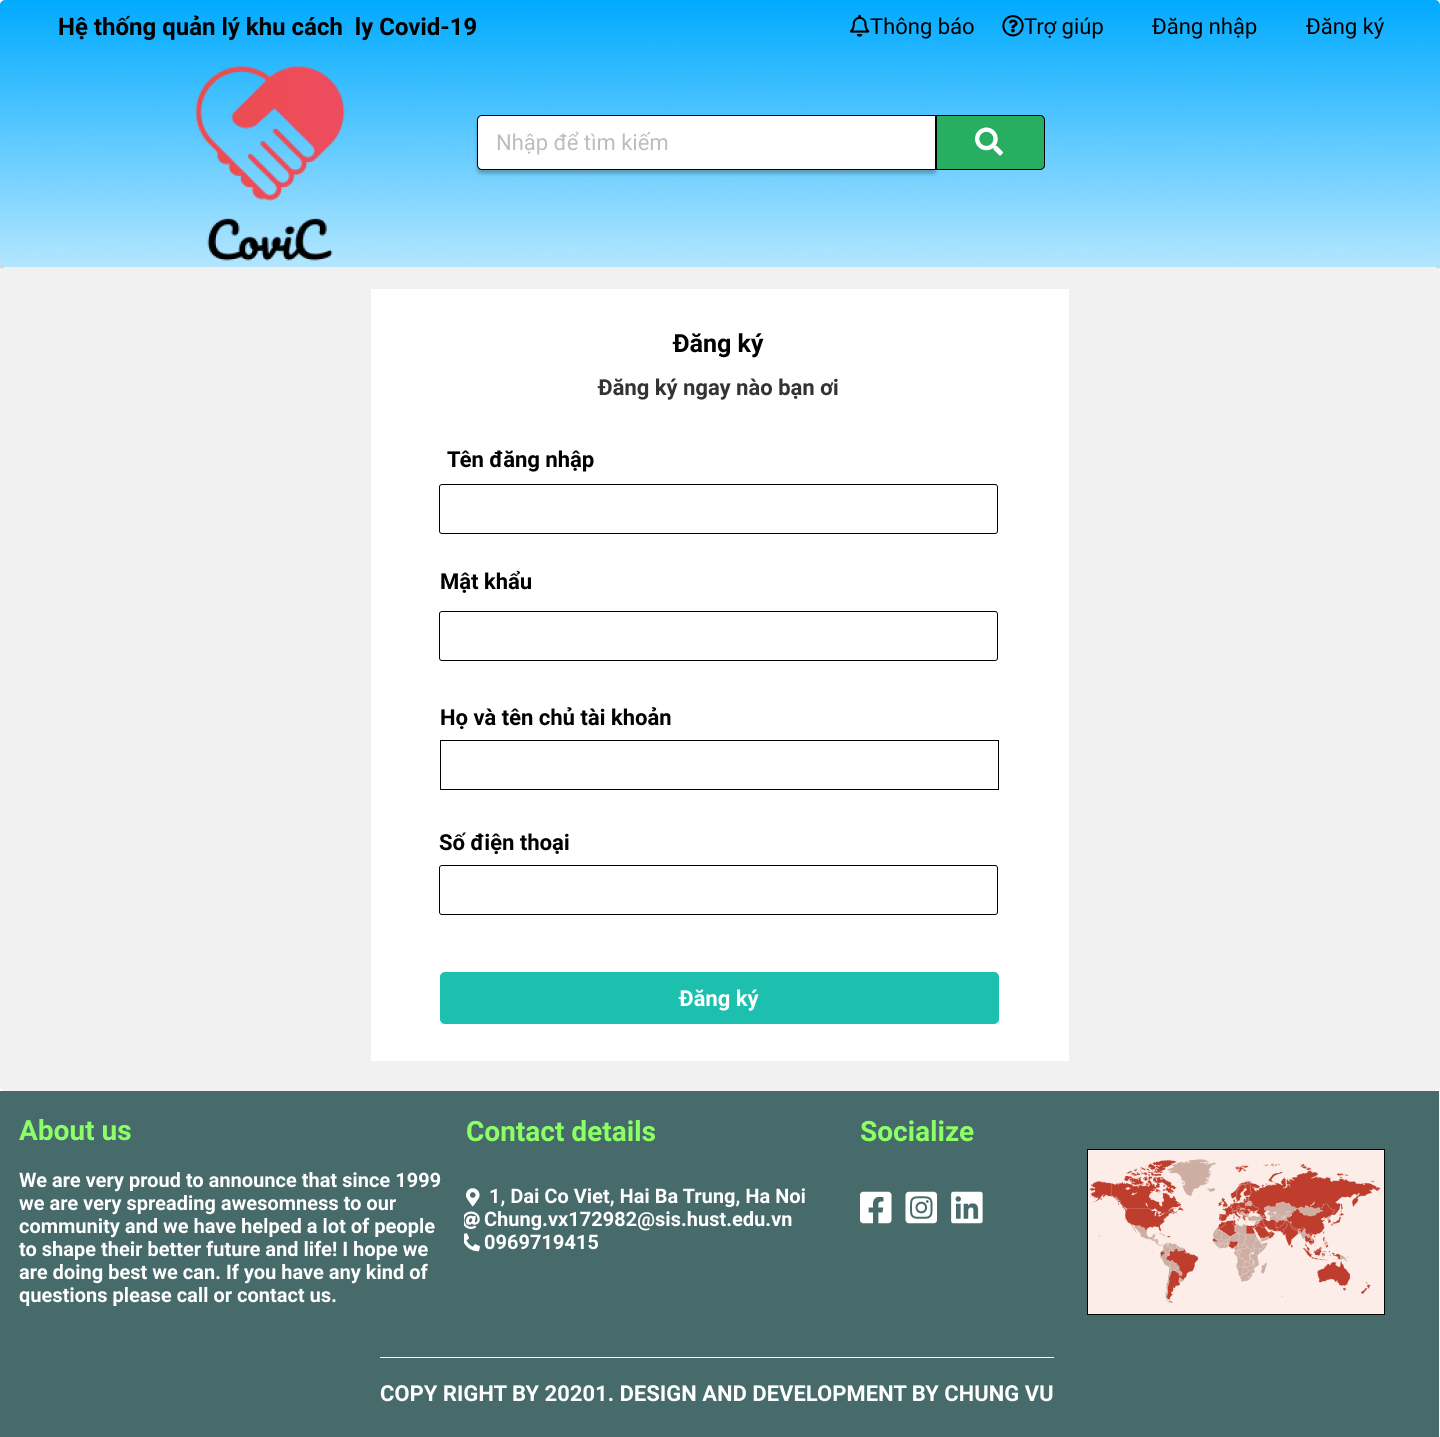 Hệ thống quản lý khu cách  ly Covid-19
Thông báo
Trợ giúp
Đăng nhập
Đăng ký
Nhập để tìm kiếm
CoviC
Đăng ký
Đăng ký ngay nào bạn ơi
Tên đăng nhập
Mật khẩu
Họ và tên chủ tài khoản
Số điện thoại
Đăng ký
About us
We are very proud to announce that since 1999
we are very spreading awesomness to our
community and we have helped a lot of people
to shape their better future and life! I hope we
are doing best we can. If you have any kind of
questions please call or contact us.
Contact details
1, Dai Co Viet, Hai Ba Trung, Ha Noi
Chung.vx172982@sis.hust.edu.vn
0969719415
Socialize
COPY RIGHT BY 20201. DESIGN AND DEVELOPMENT BY CHUNG VU